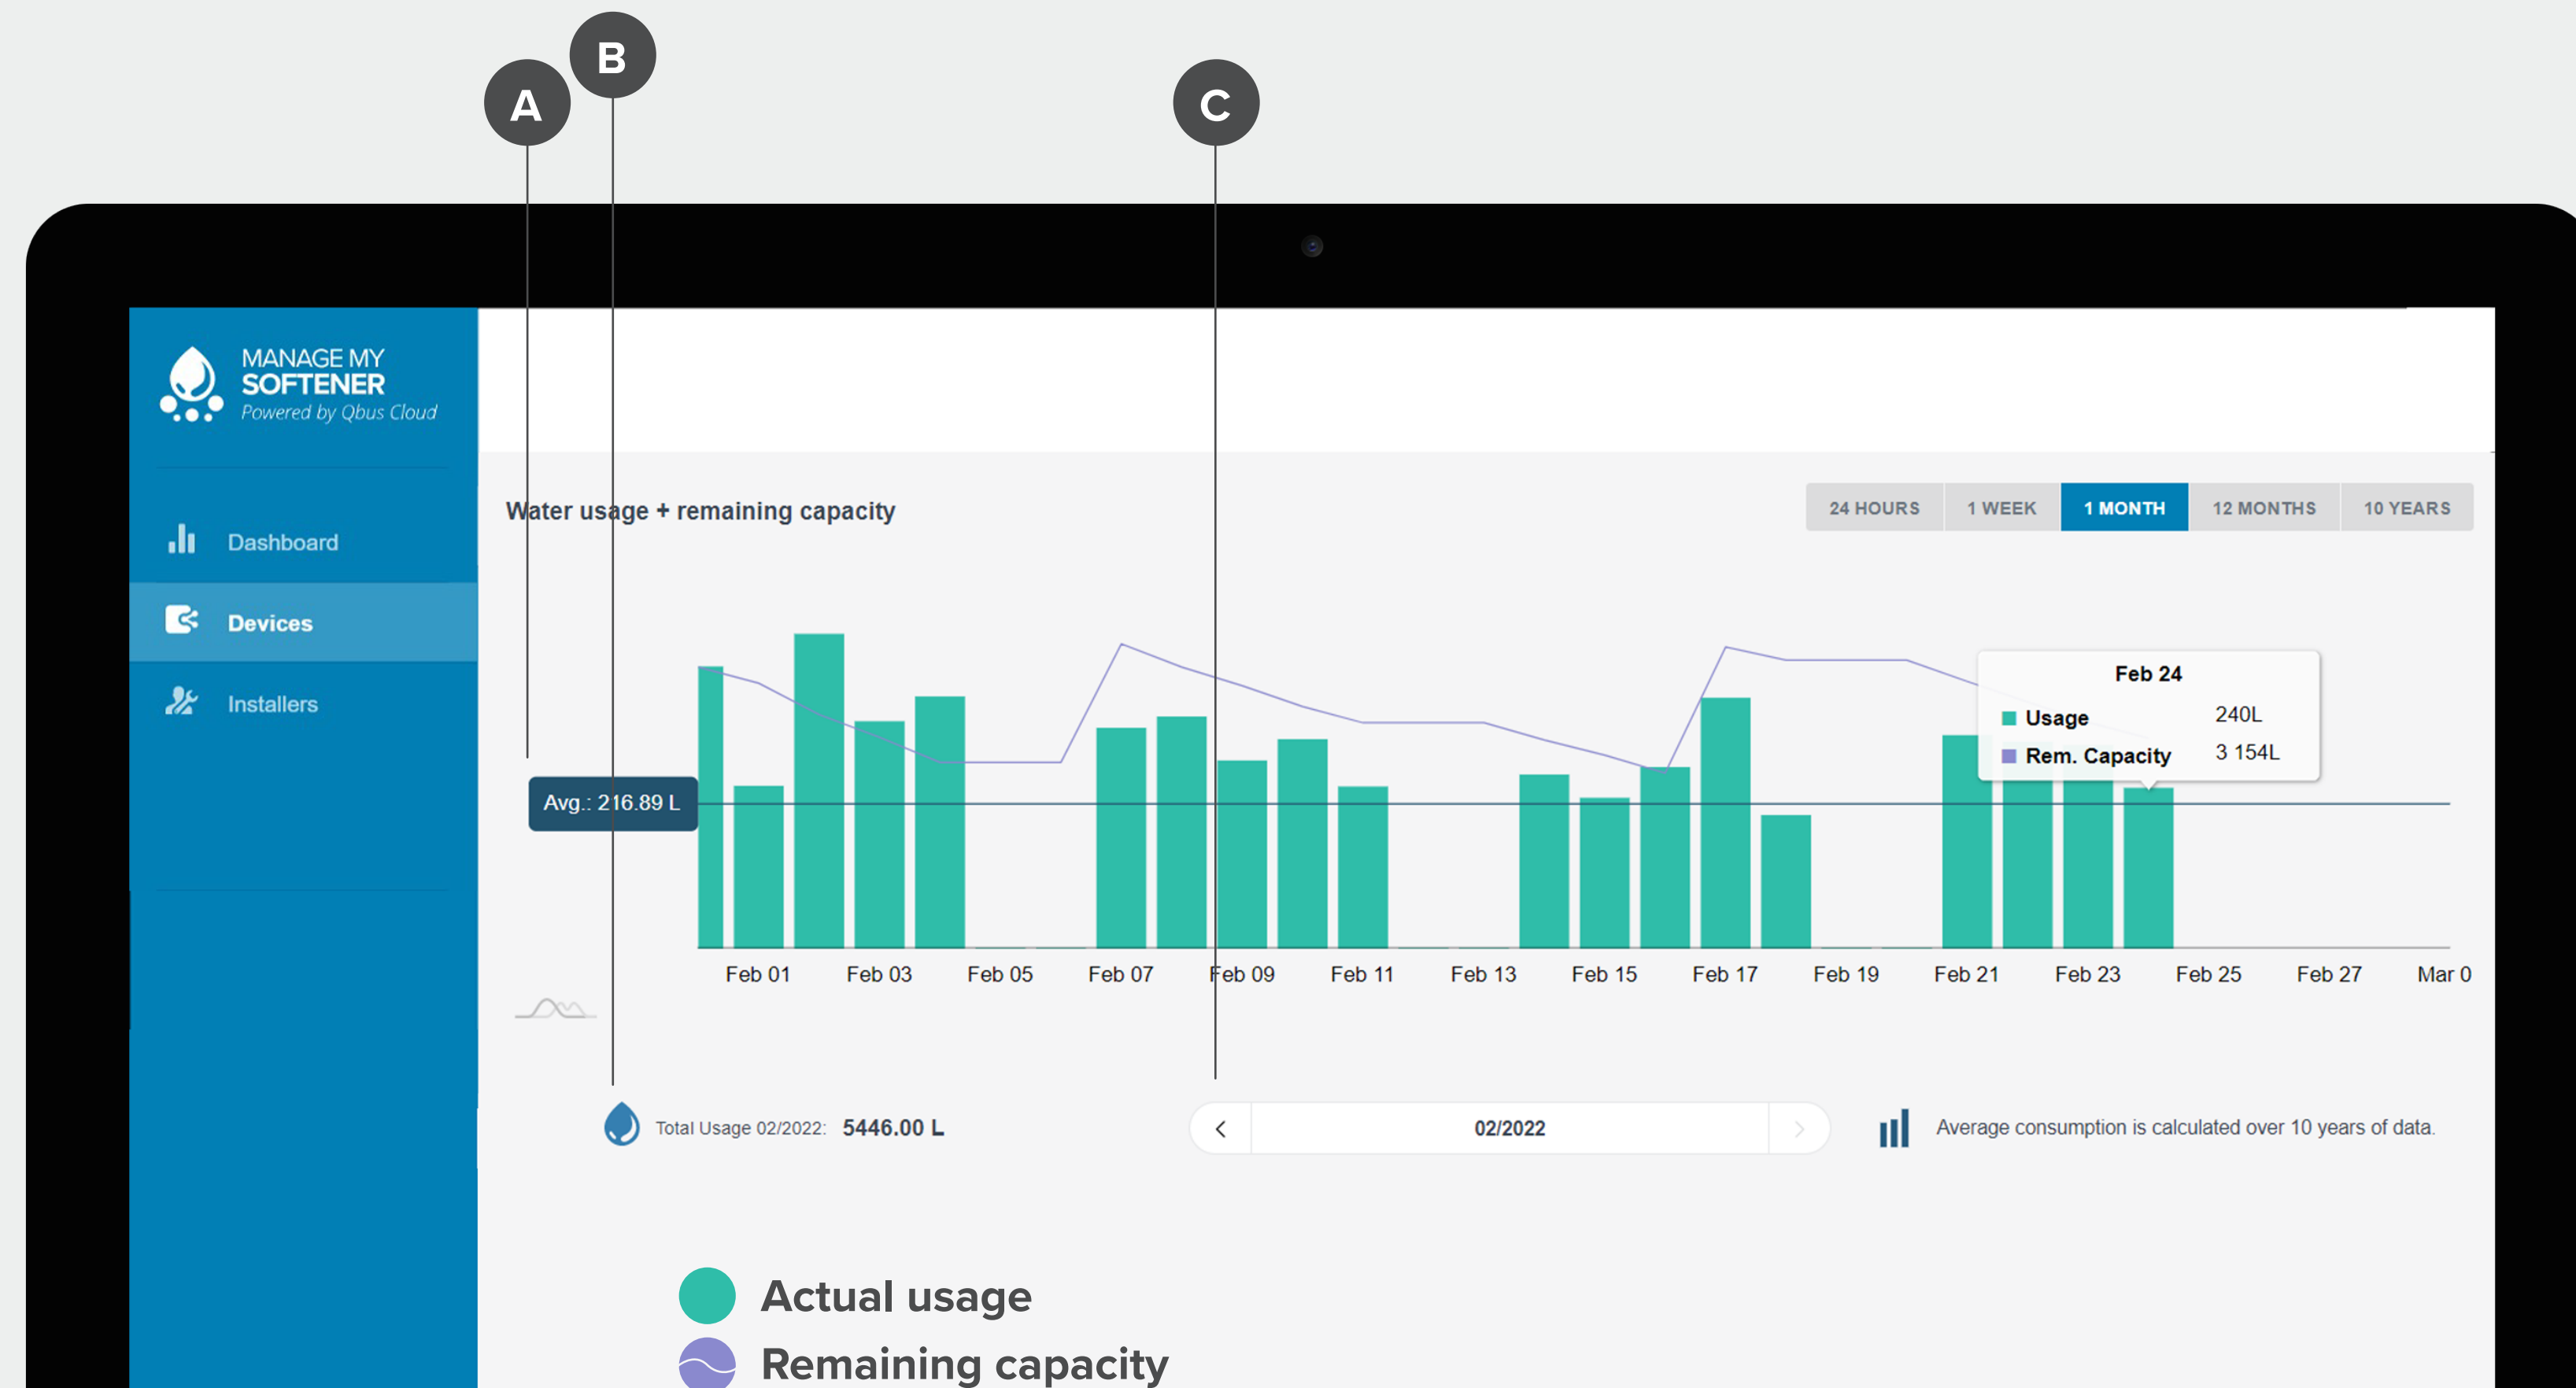 B
A
C
MANAGE MY
SOFTENER
Powered by Qbus Cloud
Dashboard
Devices
Installers
Water usage + remaining capacity
24 HOURS 1 WEEK 1 MONTH 12 MONTHS 10 YEARS
Feb 24
Usage 240L
Rem. Capacity 3 154L
Avg.: 216.89 L
Feb 01 Feb 03 Feb 05 Feb 07 Feb 09 Feb 11 Feb 13 Feb 15 Feb 17 Feb 19 Feb 21 Feb 23 Feb 25 Feb 27 Mar 0
Total Usage 02/2022: 5446.00 L
02/2022
Average consumption is calculated over 10 years of data.
Actual usage
Remaining capacity